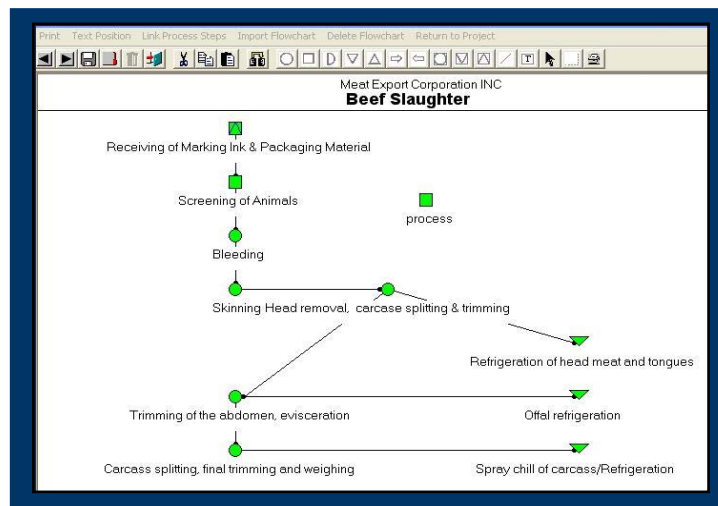 Print Text Position Link Process Steps Import Flowchart Delete Flowchart Return to Project
D T
Meat Export Corporation INC
Beef Slaughter
Receiving of Marking Ink & Packaging Material
Screening of Animals
process
Bleeding
Skinning Head removal, carcase splitting & trimming
Refrigeration of head meat and tongues
Trimming of the abdomen, evisceration
Offal refrigeration
Carcass splitting, final trimming and weighing
Spray chill of carcass/Refrigeration